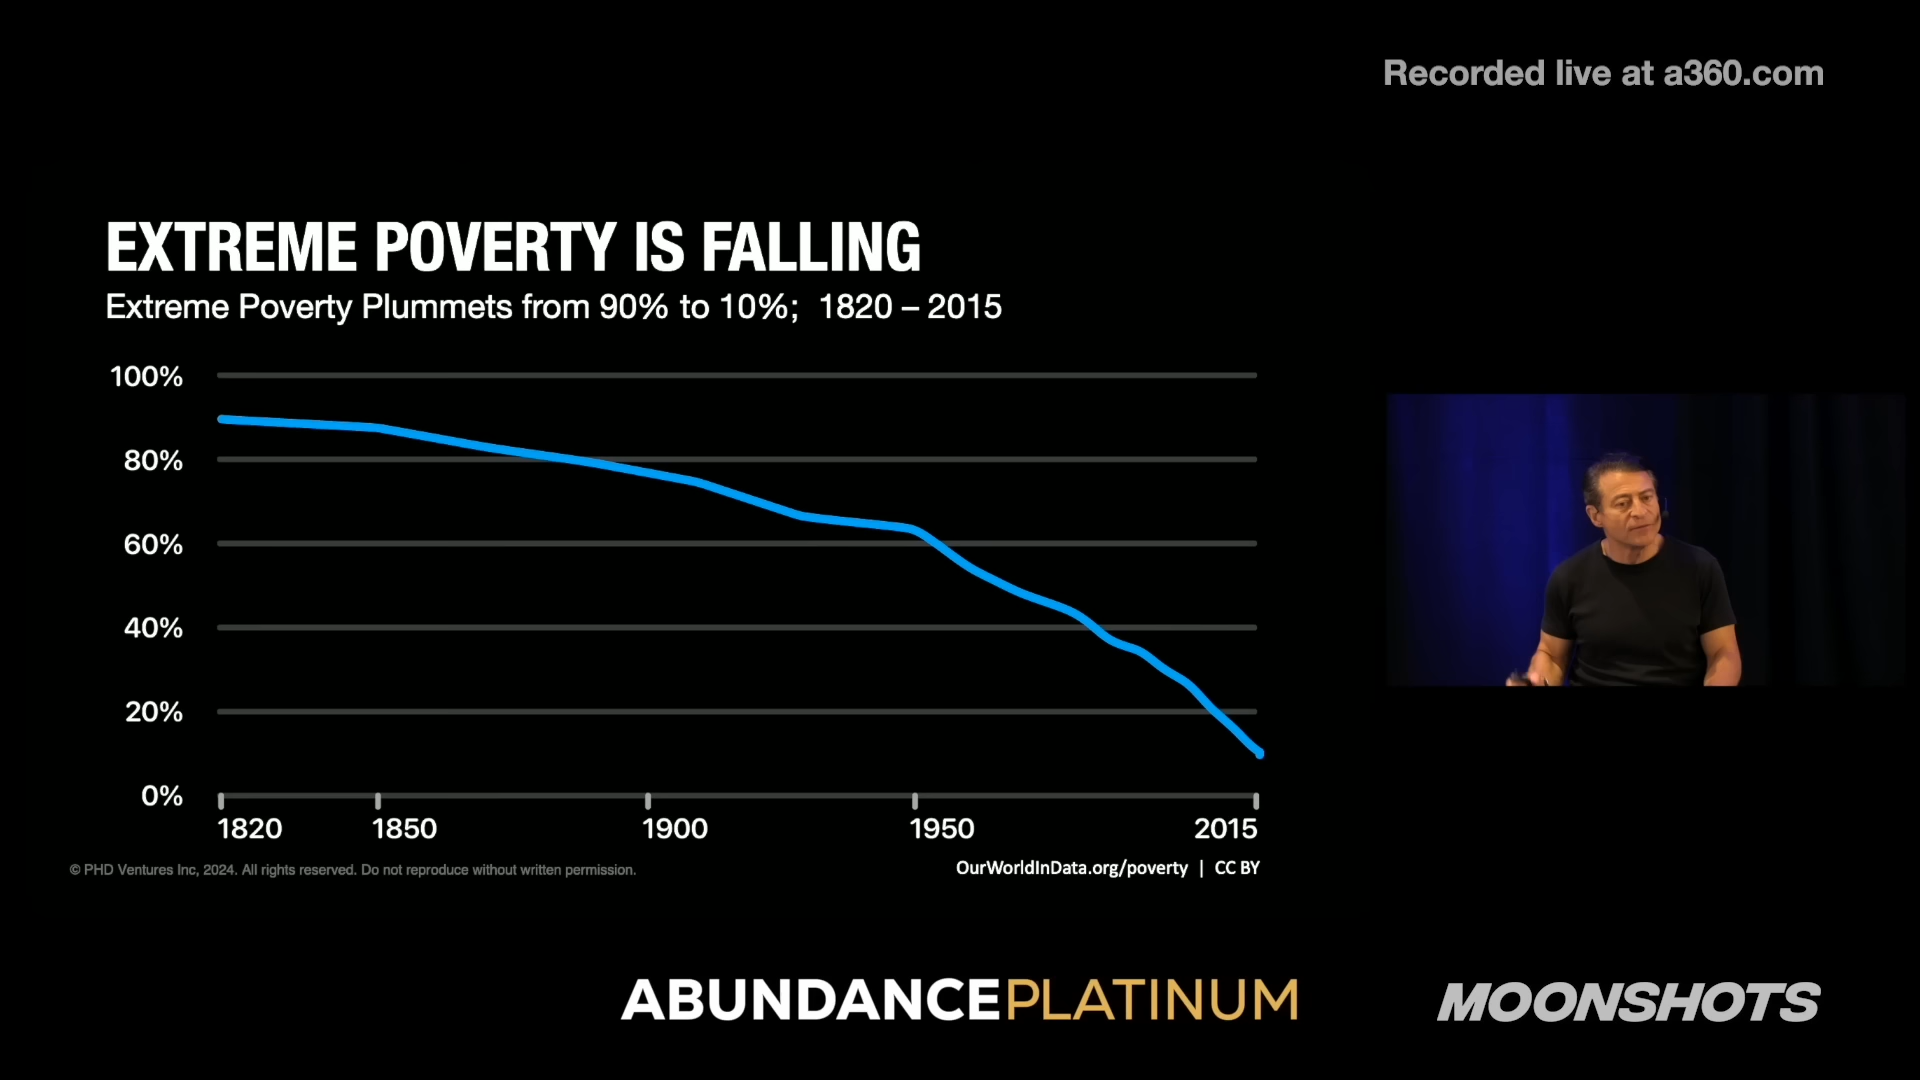 Recorded live at a360.com
EXTREME POVERTY IS FALLING
Extreme Poverty Plummets from 90% to 10%; 1820 – 2015
100%
80%
60%
40%
20%
0%
1820 1850 1900 1950 2015
© PHD Ventures Inc, 2024. All rights reserved. Do not reproduce without written permission.
OurWorldInData.org/poverty | CC BY
ABUNDANCEPLATINUM
MOONSHOTS